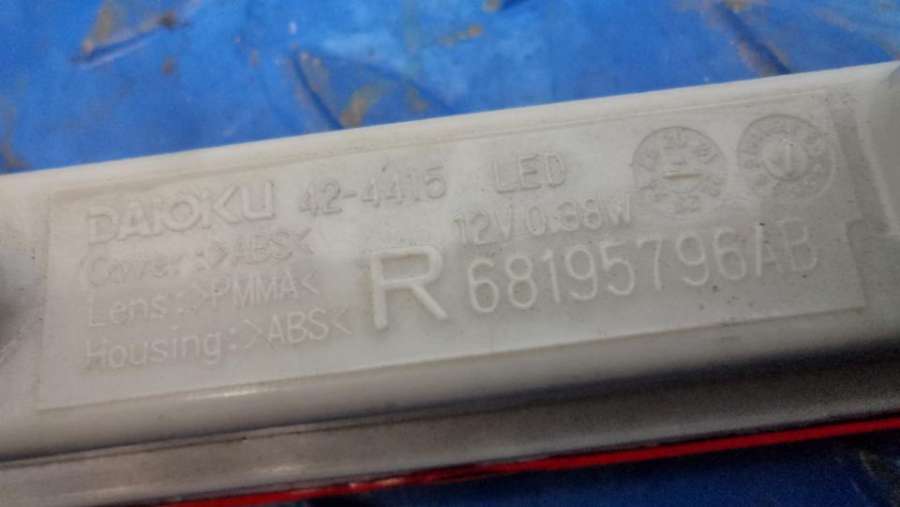 DAIOKU 42-4415 LED
12V 0.38W
Cover:>ABS<
Lens:>PMMA<
Housing:>ABS<
R 68195796AB